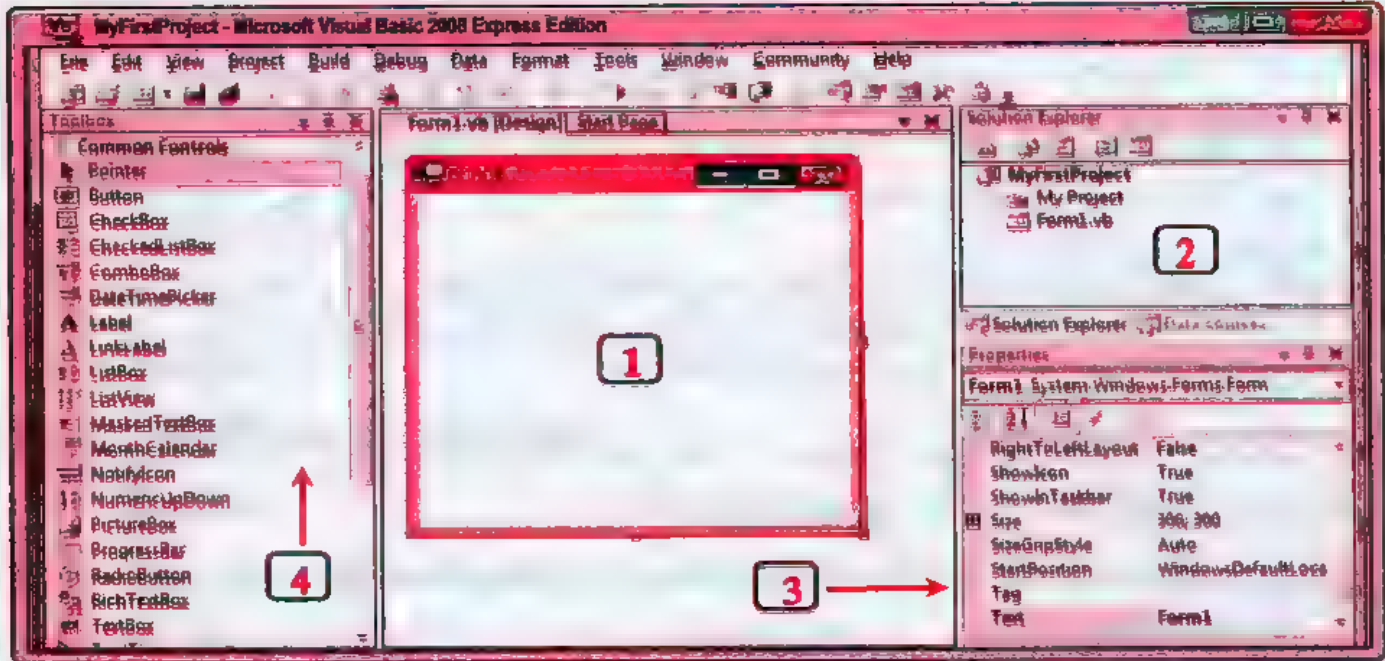 MyFirstProject - Microsoft Visual Basic 2008 Express Edition
File Edit View Project Build Debug Data Format Tools Window Community Help
Toolbox
Common Controls
Pointer
Button
CheckBox
CheckedListBox
ComboBox
DateTimePicker
Label
LinkLabel
ListBox
ListView
MaskedTextBox
MonthCalendar
NotifyIcon
NumericUpDown
PictureBox
ProgressBar
RadioButton
RichTextBox
TextBox
4
Form1.vb [Design] Start Page
1
Solution Explorer
MyFirstProject
My Project
Form1.vb
2
Solution Explorer Data Sources
Properties
Form1 System.Windows.Forms.Form
RightToLeftLayout False
ShowIcon True
ShowInTaskbar True
Size 300; 300
SizeGripStyle Auto
StartPosition WindowsDefaultLoca
Tag
Text Form1
3